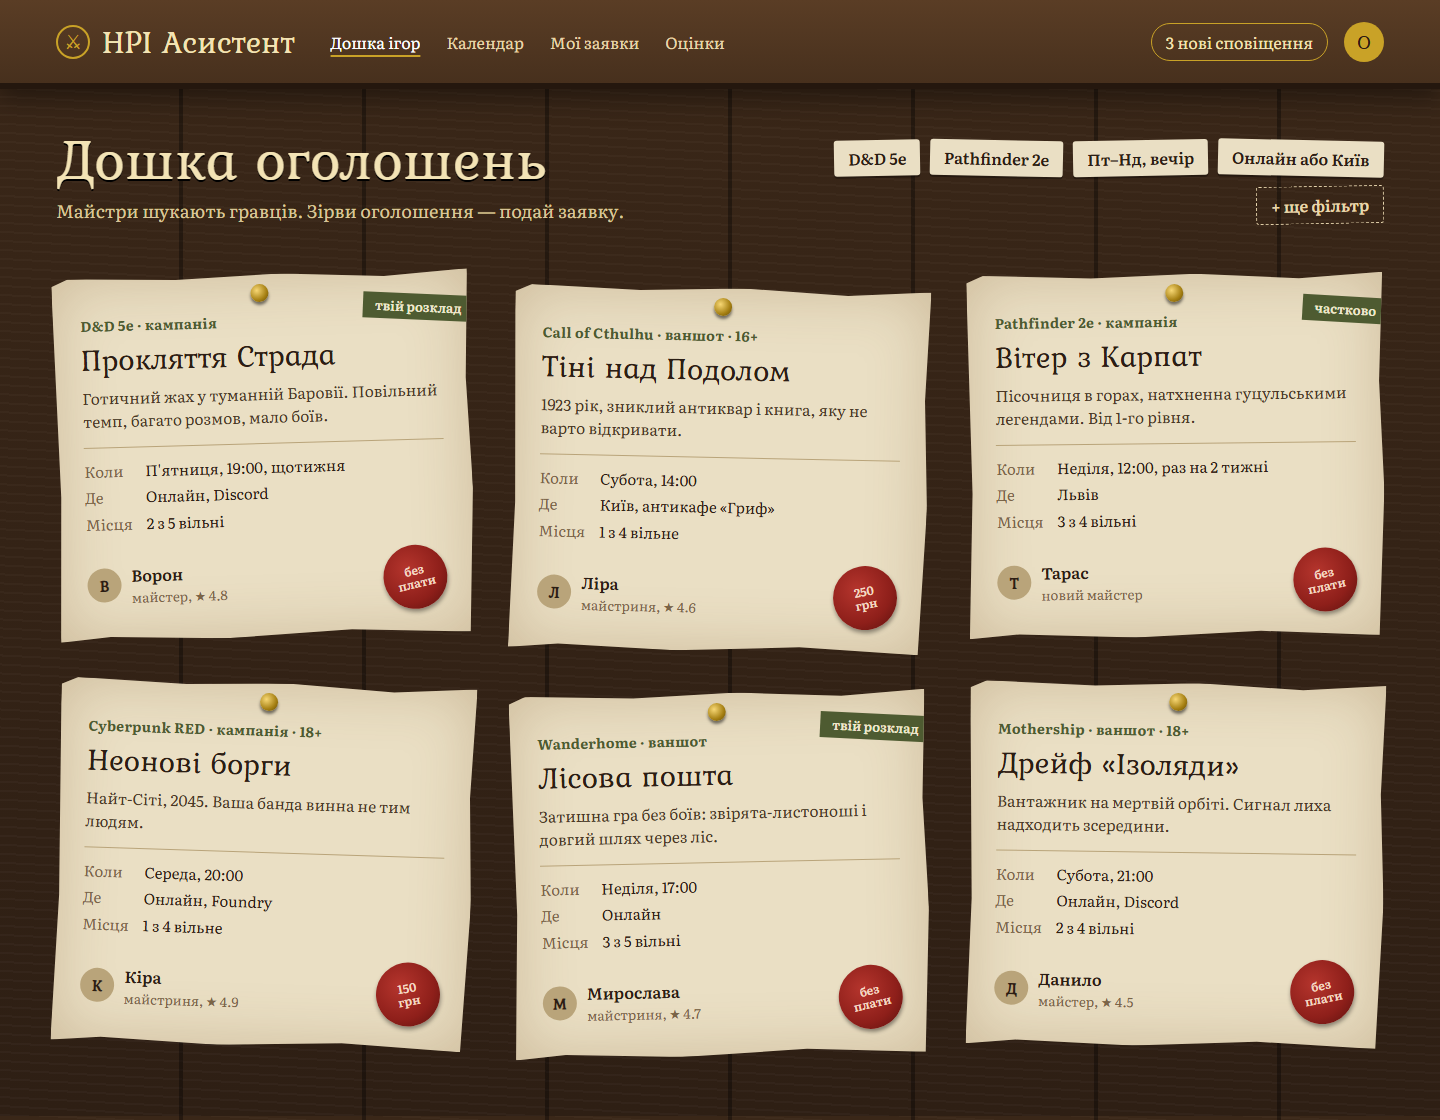 НРІ Асистент
Дошка ігор
Календар
Мої заявки
Оцінки
3 нові сповіщення
О
Дошка оголошень
Майстри шукають гравців. Зірви оголошення — подай заявку.
D&D 5e
Pathfinder 2e
Пт–Нд, вечір
Онлайн або Київ
+ ще фільтр
твій розклад
D&D 5e · кампанія
Прокляття Страда
Готичний жах у туманній Баровії. Повільний
темп, багато розмов, мало боїв.
Коли П'ятниця, 19:00, щотижня
Де Онлайн, Discord
Місця 2 з 5 вільні
В
Ворон
майстер, ★ 4.8
без
плати
Call of Cthulhu · ваншот · 16+
Тіні над Подолом
1923 рік, зниклий антиквар і книга, яку не
варто відкривати.
Коли Субота, 14:00
Де Київ, антикафе «Гриф»
Місця 1 з 4 вільне
Л
Ліра
майстриня, ★ 4.6
250
грн
частково
Pathfinder 2e · кампанія
Вітер з Карпат
Пісочниця в горах, натхненна гуцульськими
легендами. Від 1-го рівня.
Коли Неділя, 12:00, раз на 2 тижні
Де Львів
Місця 3 з 4 вільні
Т
Тарас
новий майстер
без
плати
Cyberpunk RED · кампанія · 18+
Неонові борги
Найт-Сіті, 2045. Ваша банда винна не тим
людям.
Коли Середа, 20:00
Де Онлайн, Foundry
Місця 1 з 4 вільне
К
Кіра
майстриня, ★ 4.9
150
грн
твій розклад
Wanderhome · ваншот
Лісова пошта
Затишна гра без боїв: звірята-листоноші і
довгий шлях через ліс.
Коли Неділя, 17:00
Де Онлайн
Місця 3 з 5 вільні
М
Мирослава
майстриня, ★ 4.7
без
плати
Mothership · ваншот · 18+
Дрейф «Ізоляди»
Вантажник на мертвій орбіті. Сигнал лиха
надходить зсередини.
Коли Субота, 21:00
Де Онлайн, Discord
Місця 2 з 4 вільні
Д
Данило
майстер, ★ 4.5
без
плати